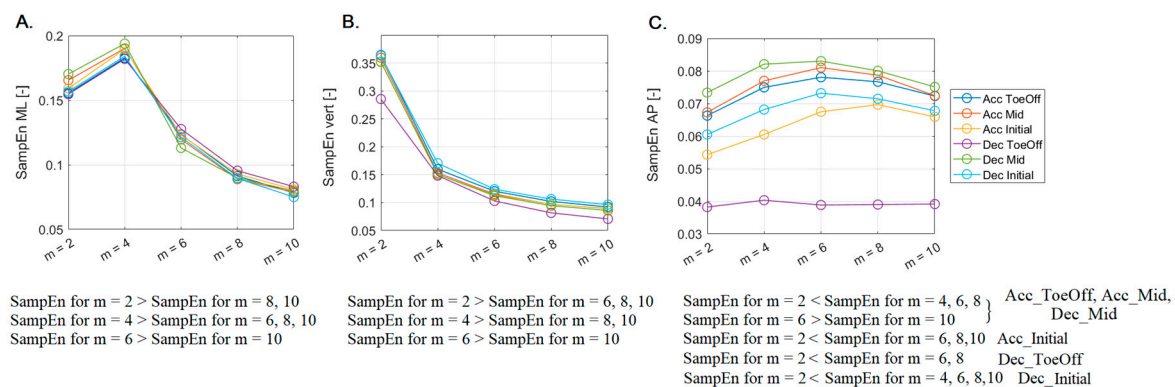 A.
0.2
0.15
0.1
0.05
SampEn ML
m = 2
m = 4
m = 6
m = 8
m = 10
B.
0.35
0.3
0.25
0.2
0.15
0.1
0.05
SampEn vert
m = 2
m = 4
m = 6
m = 8
m = 10
C.
0.09
0.08
0.07
0.06
0.05
0.04
0.03
SampEn AP
m = 2
m = 4
m = 6
m = 8
m = 10
Acc ToeOff
Acc Mid
Acc Initial
Dec ToeOff
Dec Mid
Dec Initial
SampEn for m = 2 > SampEn for m = 8, 10
SampEn for m = 4 > SampEn for m = 6, 8, 10
SampEn for m = 6 > SampEn for m = 10
SampEn for m = 2 > SampEn for m = 6, 8, 10
SampEn for m = 4 > SampEn for m = 8, 10
SampEn for m = 6 > SampEn for m = 10
SampEn for m = 2 < SampEn for m = 4, 6, 8
SampEn for m = 6 > SampEn for m = 10
} Acc_ToeOff, Acc_Mid,
Dec_Mid
SampEn for m = 2 < SampEn for m = 6, 8,10 Acc_Initial
SampEn for m = 2 < SampEn for m = 6, 8 Dec_ToeOff
SampEn for m = 2 < SampEn for m = 4, 6, 8,10 Dec_Initial